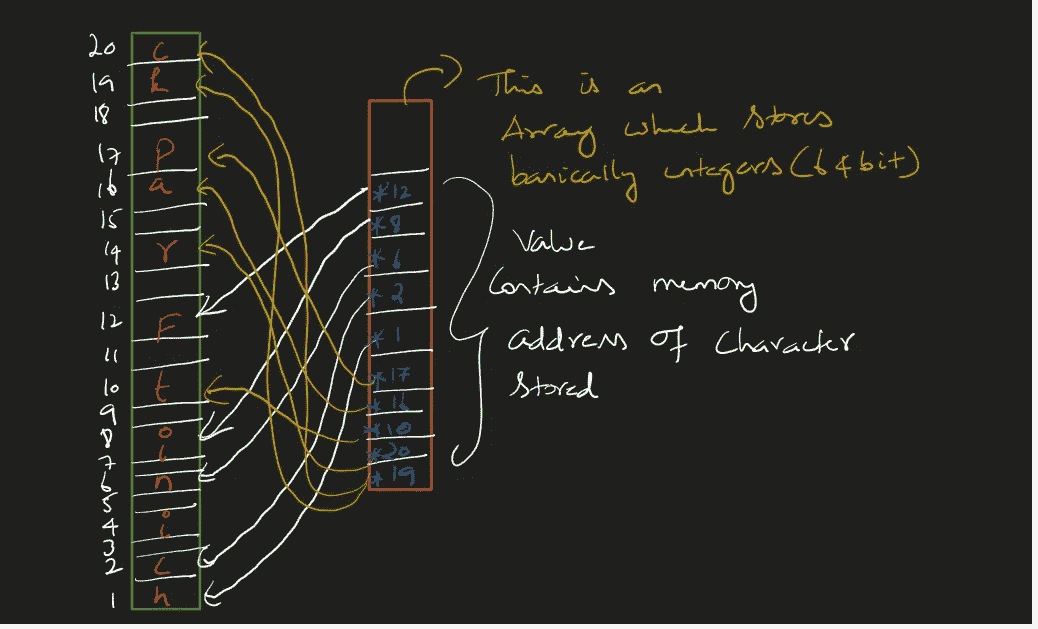 20 c
19 k
18
17 p
16 a
15
14 r
13
12 F
11
10 t
9
8 i
7
6 n
5
4 i
3
2 c
1 h
*12
*8
*6
*2
*1
*17
*16
*10
*20
*19
This is an
Array which stores
basically integers (64bit)
Value
Contains memory
address of character
stored